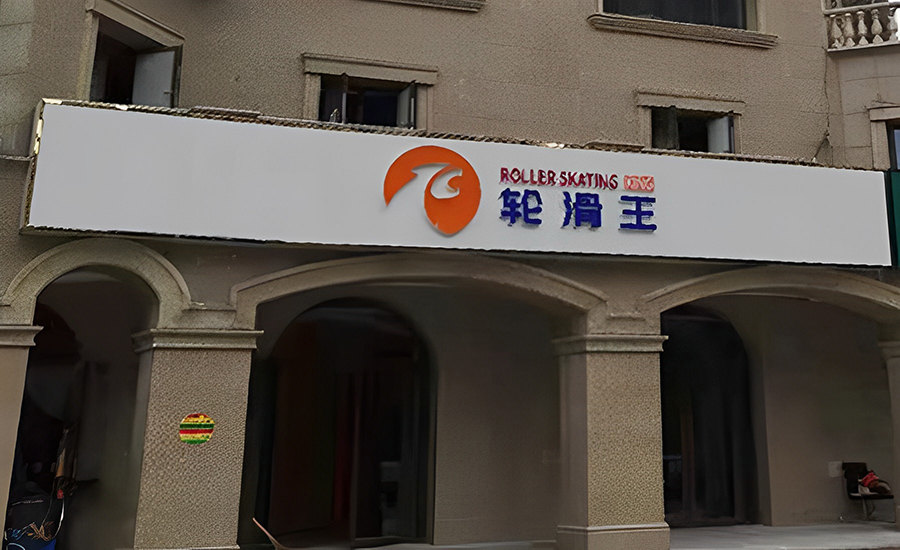 ROLLER·SKATING
轮滑王